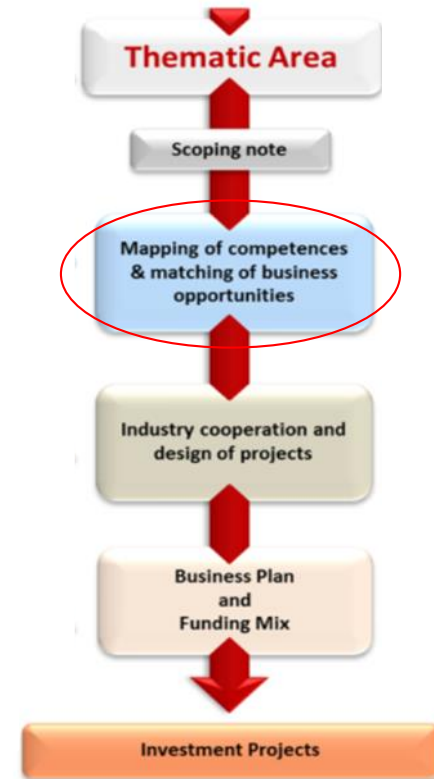 Thematic Area
Scoping note
Mapping of competences
& matching of business
opportunities
Industry cooperation and
design of projects
Business Plan
and
Funding Mix
Investment Projects